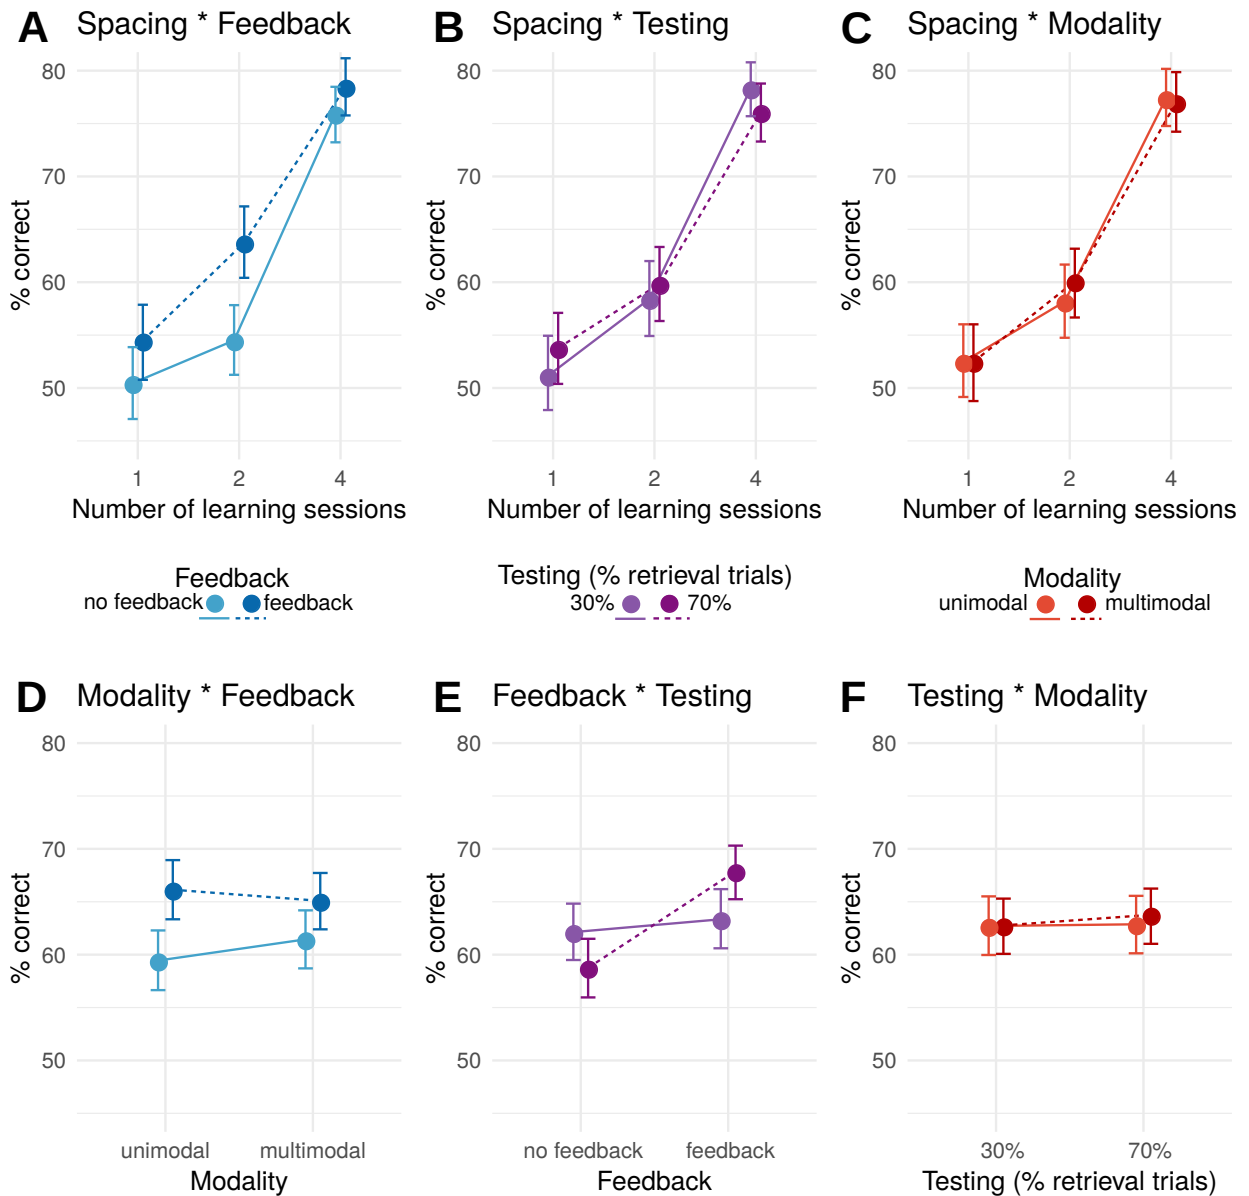 A Spacing * Feedback
80
70
60
50
% correct
1 2 4
Number of learning sessions
Feedback
no feedback feedback
B Spacing * Testing
80
70
60
50
% correct
1 2 4
Number of learning sessions
Testing (% retrieval trials)
30% 70%
C Spacing * Modality
80
70
60
50
% correct
1 2 4
Number of learning sessions
Modality
unimodal multimodal
D Modality * Feedback
80
70
60
50
% correct
unimodal multimodal
Modality
E Feedback * Testing
80
70
60
50
% correct
no feedback feedback
Feedback
F Testing * Modality
80
70
60
50
% correct
30% 70%
Testing (% retrieval trials)